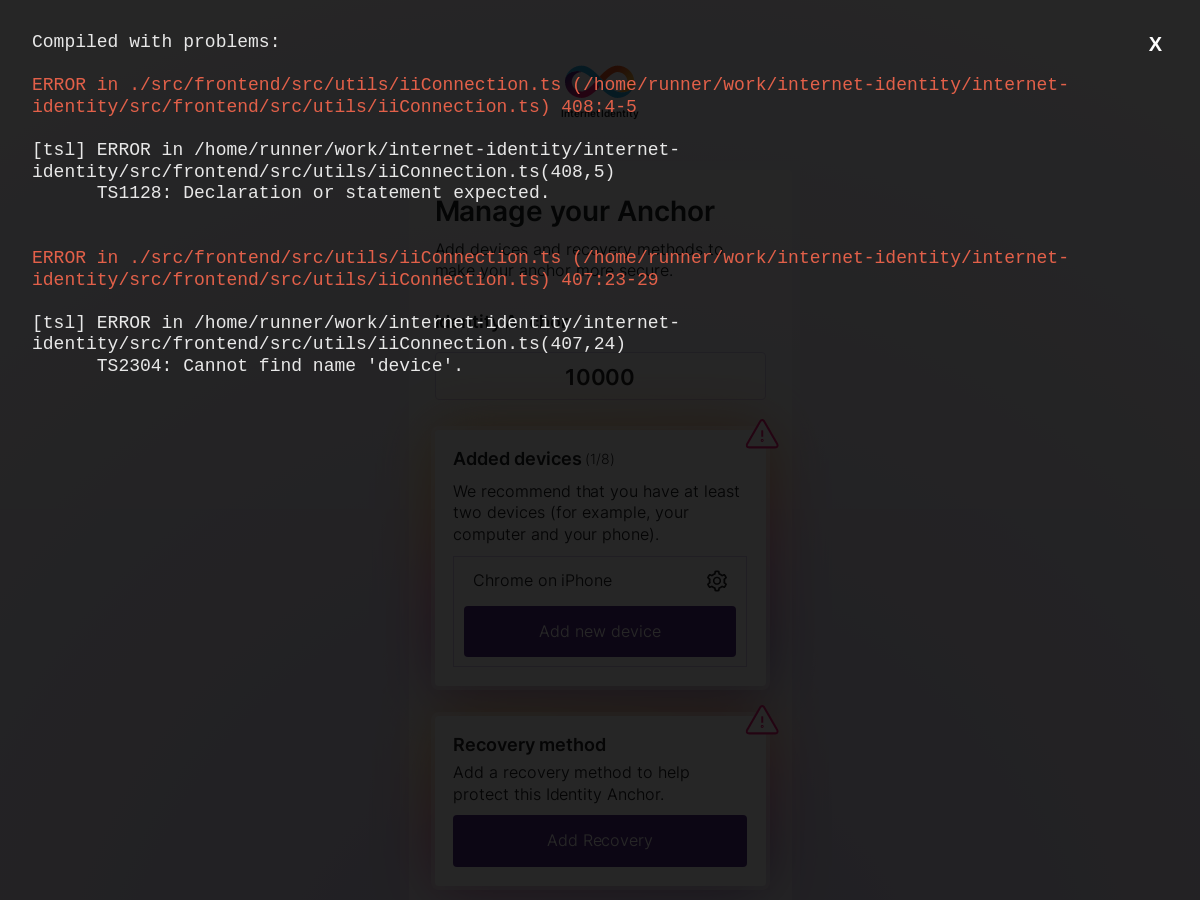 Compiled with problems:
X
ERROR in ./src/frontend/src/utils/iiConnection.ts (/home/runner/work/internet-identity/internet-
identity/src/frontend/src/utils/iiConnection.ts) 408:4-5
[tsl] ERROR in /home/runner/work/internet-identity/internet-
identity/src/frontend/src/utils/iiConnection.ts(408,5)
TS1128: Declaration or statement expected.
ERROR in ./src/frontend/src/utils/iiConnection.ts (/home/runner/work/internet-identity/internet-
identity/src/frontend/src/utils/iiConnection.ts) 407:23-29
[tsl] ERROR in /home/runner/work/internet-identity/internet-
identity/src/frontend/src/utils/iiConnection.ts(407,24)
TS2304: Cannot find name 'device'.
Internet Identity
Manage your Anchor
Add devices and recovery methods to
make your anchor more secure.
10000
Added devices (1/8)
We recommend that you have at least
two devices (for example, your
computer and your phone).
Chrome on iPhone
Add new device
Recovery method
Add a recovery method to help
protect this Identity Anchor.
Add Recovery